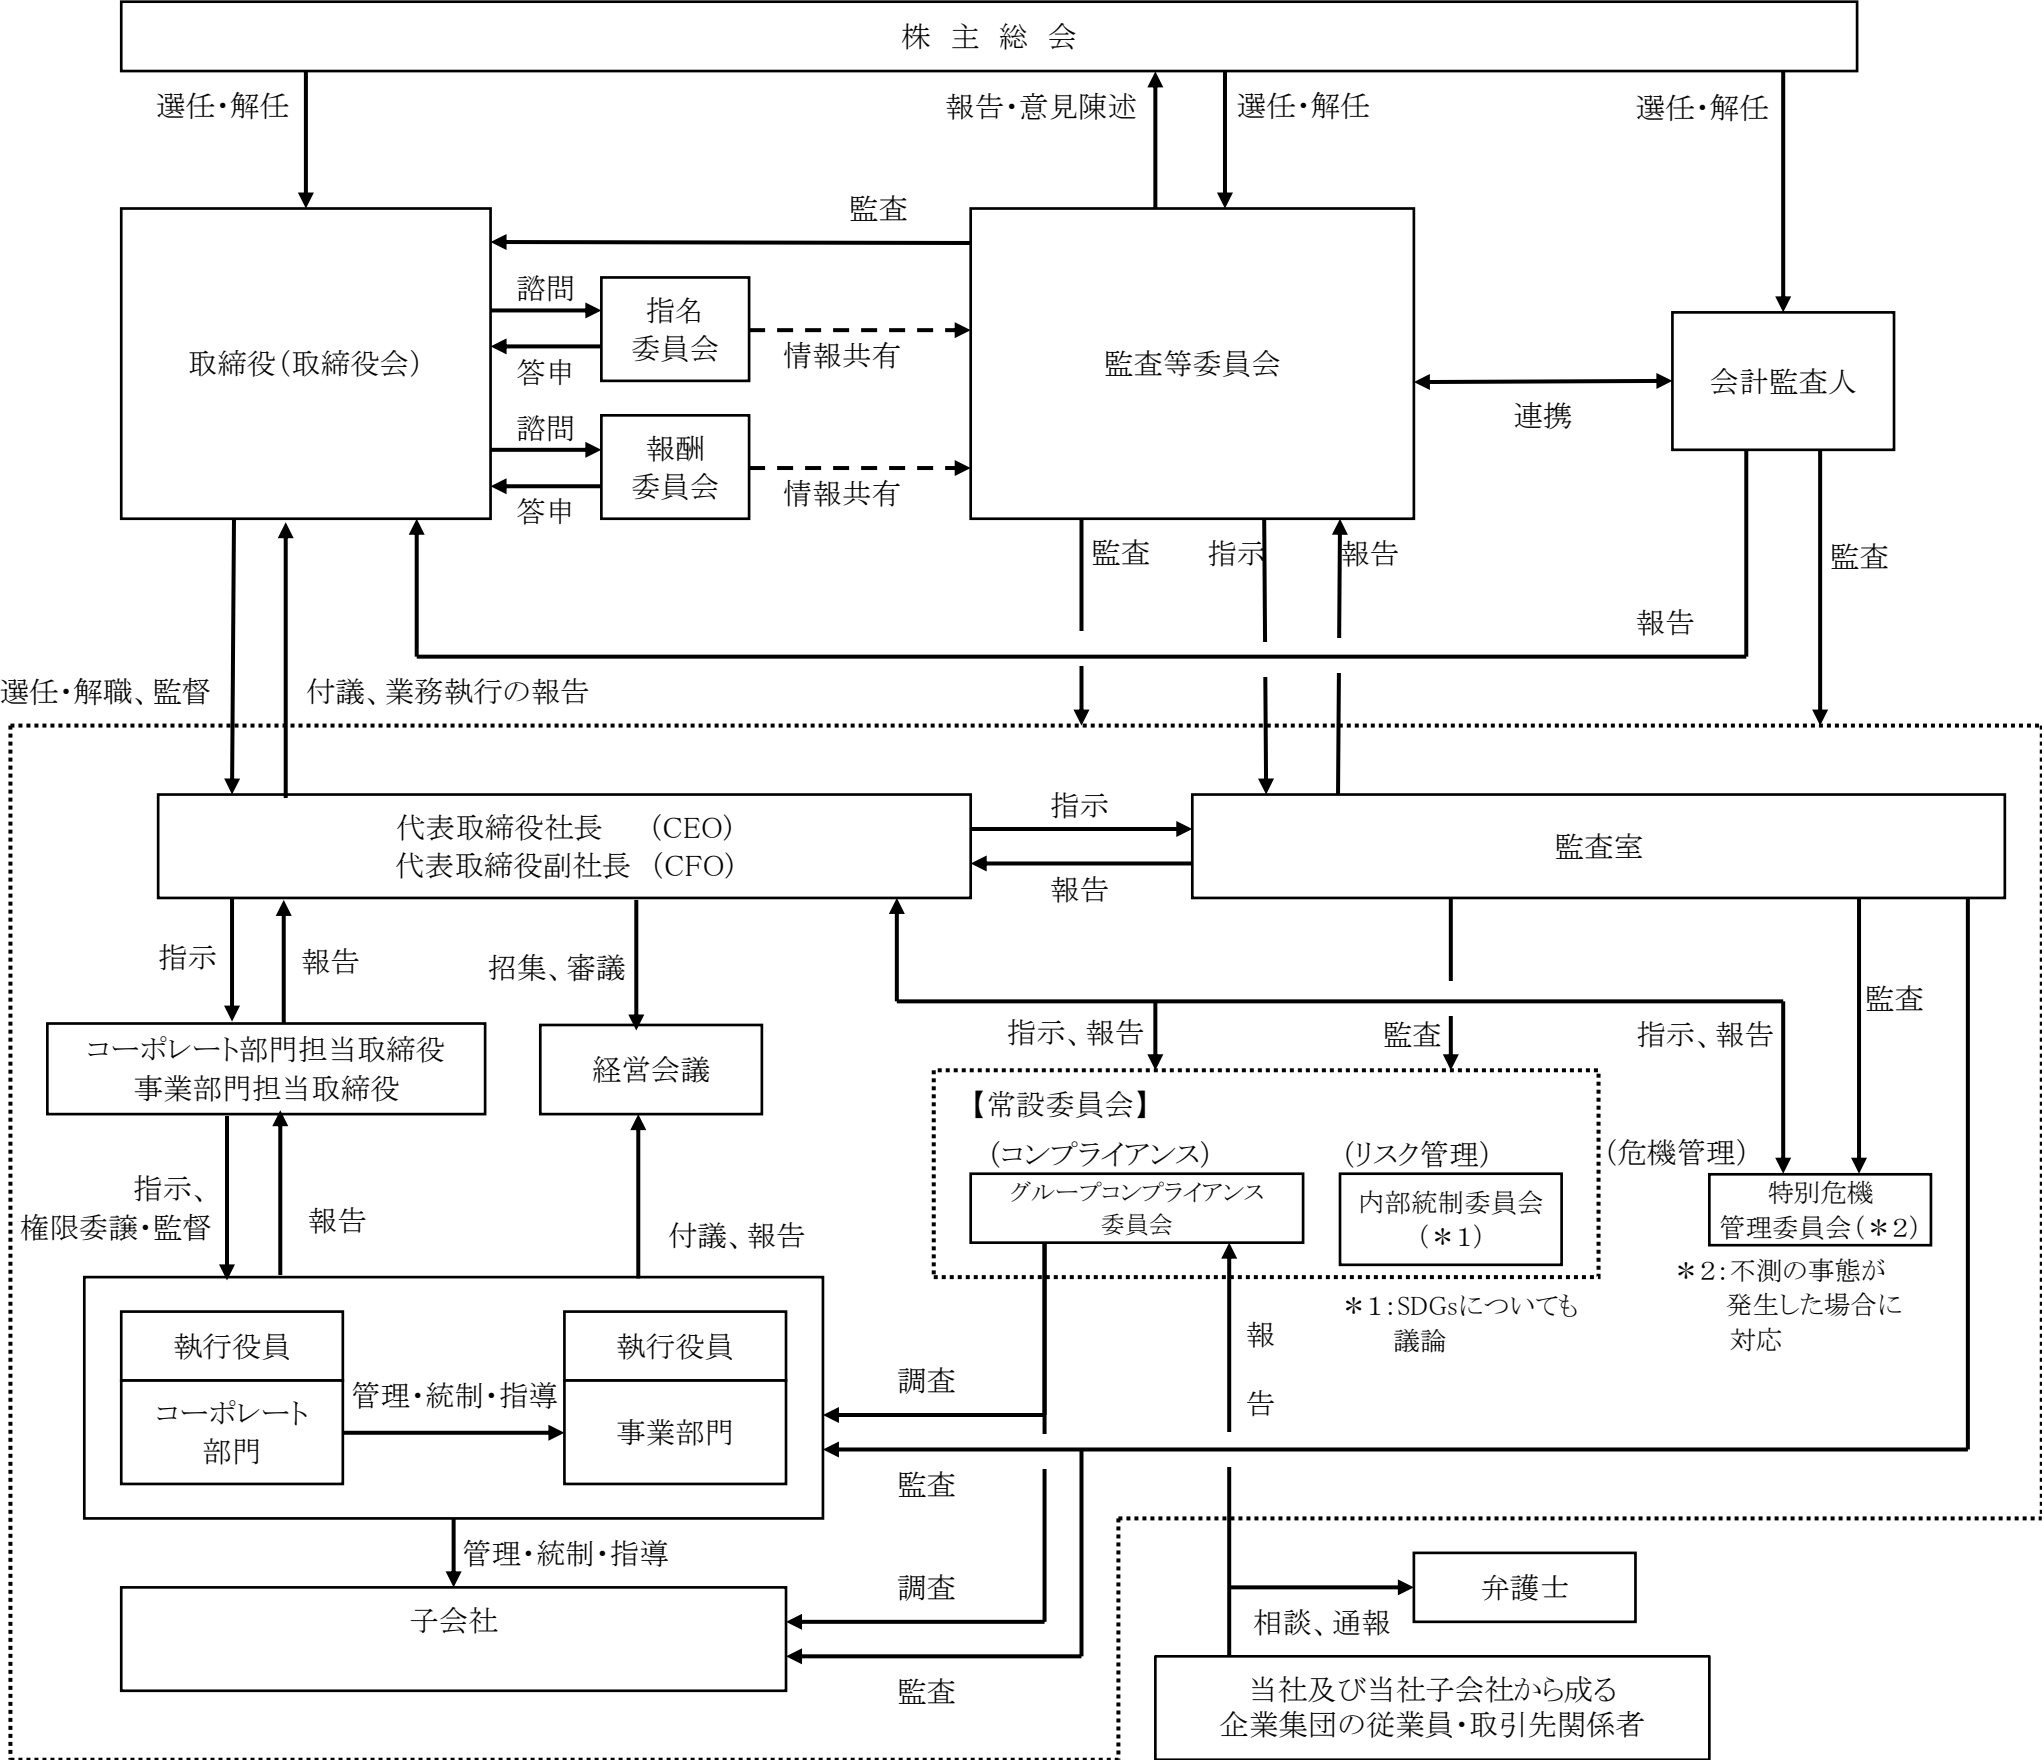 株 主 総 会
選任・解任
報告・意見陳述
選任・解任
選任・解任
監査
諮問
指名
委員会
答申
情報共有
取締役（取締役会）
監査等委員会
会計監査人
連携
諮問
報酬
委員会
答申
情報共有
監査
指示
報告
監査
報告
選任・解職、監督
付議、業務執行の報告
代表取締役社長 （CEO）
代表取締役副社長 （CFO）
指示
報告
監査室
指示
報告
招集、審議
監査
指示、報告
監査
指示、報告
コーポレート部門担当取締役
事業部門担当取締役
経営会議
【常設委員会】
（コンプライアンス）
（リスク管理）
（危機管理）
グループコンプライアンス
委員会
内部統制委員会
（＊１）
特別危機
管理委員会（＊２）
指示、
権限委譲・監督
報告
付議、報告
＊２：不測の事態が
発生した場合に
対応
＊１：SDGsについても
議論
報
告
執行役員
コーポレート
部門
管理・統制・指導
執行役員
事業部門
調査
監査
管理・統制・指導
子会社
調査
監査
弁護士
相談、通報
当社及び当社子会社から成る
企業集団の従業員・取引先関係者